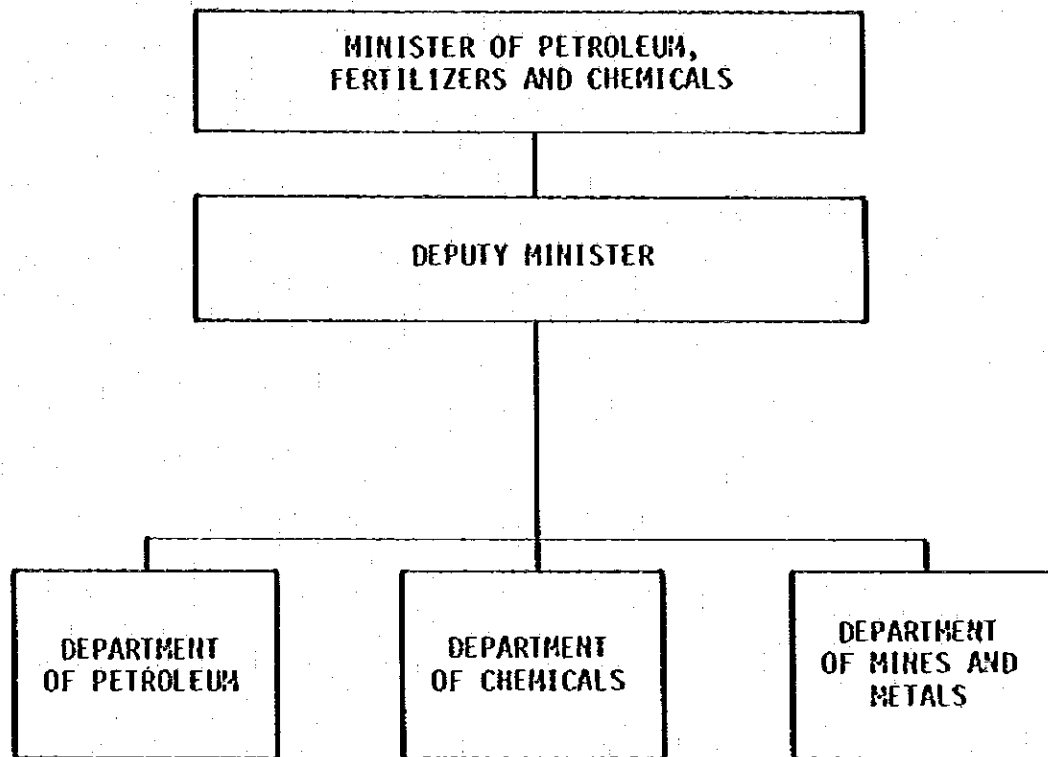 MINISTER OF PETROLEUM,
FERTILIZERS AND CHEMICALS
DEPUTY MINISTER
DEPARTMENT
OF PETROLEUM
DEPARTMENT
OF CHEMICALS
DEPARTMENT
OF MINES AND
METALS